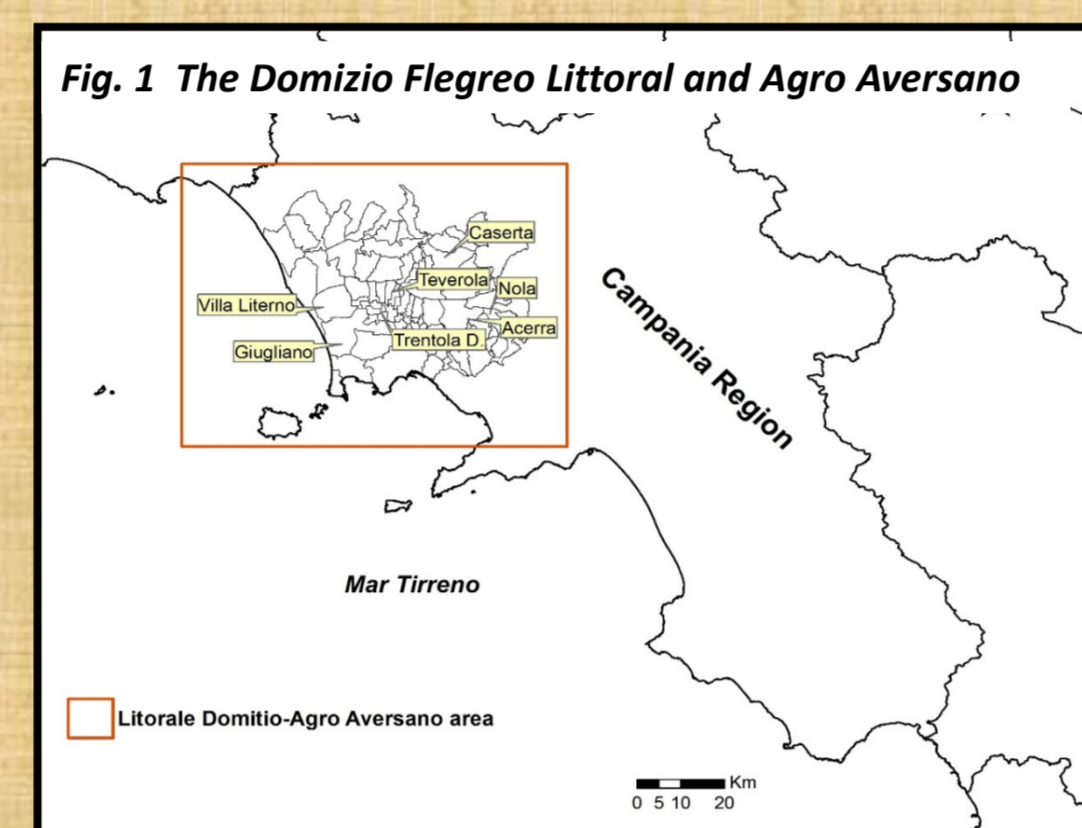 Fig. 1 The Domizio Flegreo Littoral and Agro Aversano
Caserta
Teverola
Nola
Villa Literno
Acerra
Trentola D.
Giugliano
Campania Region
Mar Tirreno
Litorale Domitio-Agro Aversano area
Km
0 5 10 20